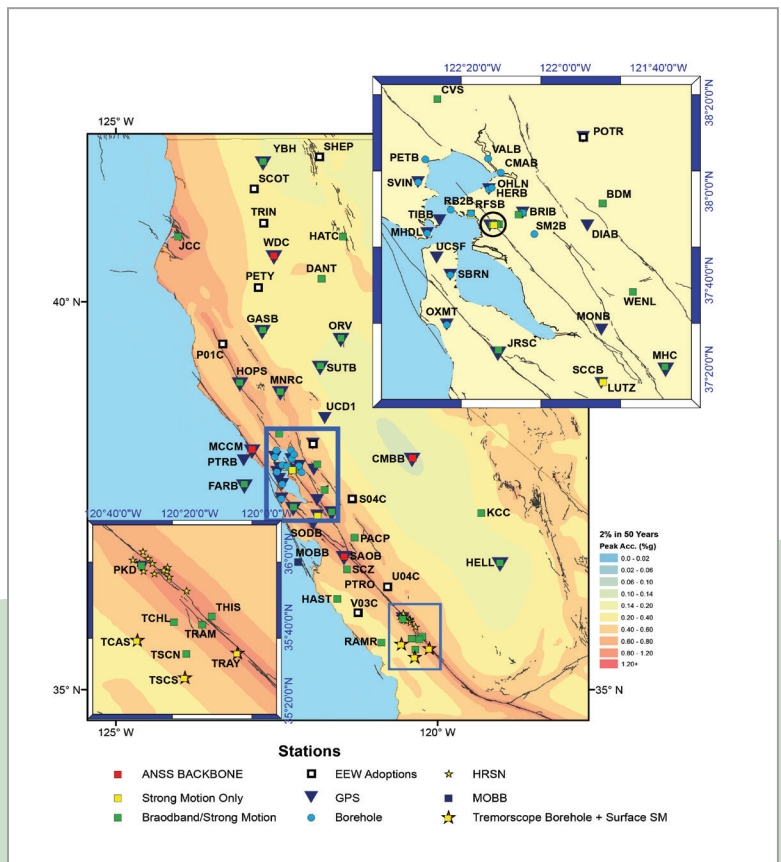 122°20'0"W 122°0'0"W 121°40'0"W
38°20'0"N
38°0'0"N
37°40'0"N
37°20'0"N
CVS
POTR
PETB
VALB
CMAB
SVIN
OHLN
HERB
BDM
RB2B
RFSB
BRIB
TIBB
SM2B
DIAB
MHDL
UCSF
SBRN
WENL
OXMT
MONB
JRSC
MHC
SCCB
LUTZ
125° W
YBH
SHEP
SCOT
TRIN
JCC
HATC
WDC
DANT
PETY
40° N
GASB
ORV
P01C
HOPS
MNRC
SUTB
UCD1
MCCM
PTRB
CMBB
FARB
S04C
KCC
SODB
PACP
MOBB
SAOB
SCZ
HELL
PTRO
U04C
HAST
V03C
RAMR
120°40'0"W 120°20'0"W 120°0'0"W
36°0'0"N
35°40'0"N
35°20'0"N
PKD
THIS
TCHL
TRAM
TCAS
TSCN
TRAY
TSCS
35° N
35° N
125°W
120°W
2% in 50 Years
Peak Acc. (%g)
0.0 - 0.02
0.02 - 0.06
0.06 - 0.10
0.10 - 0.14
0.14 - 0.20
0.20 - 0.40
0.40 - 0.60
0.60 - 0.80
0.80 - 1.20
1.20+
Stations
ANSS BACKBONE
EEW Adoptions
HRSN
Strong Motion Only
GPS
MOBB
Braodband/Strong Motion
Borehole
Tremorscope Borehole + Surface SM